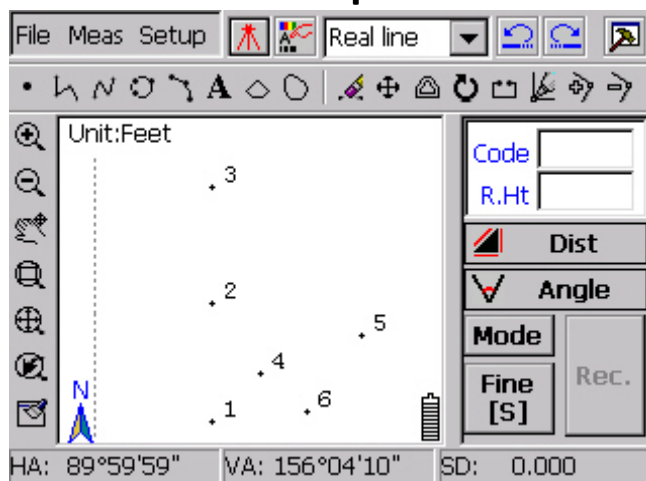 File Meas Setup Real line
A
Unit:Feet
Code
R.Ht
3
Dist
2
Angle
5
Mode
4
Rec.
Fine
[S]
N
1
6
HA: 89°59'59" VA: 156°04'10" SD: 0.000